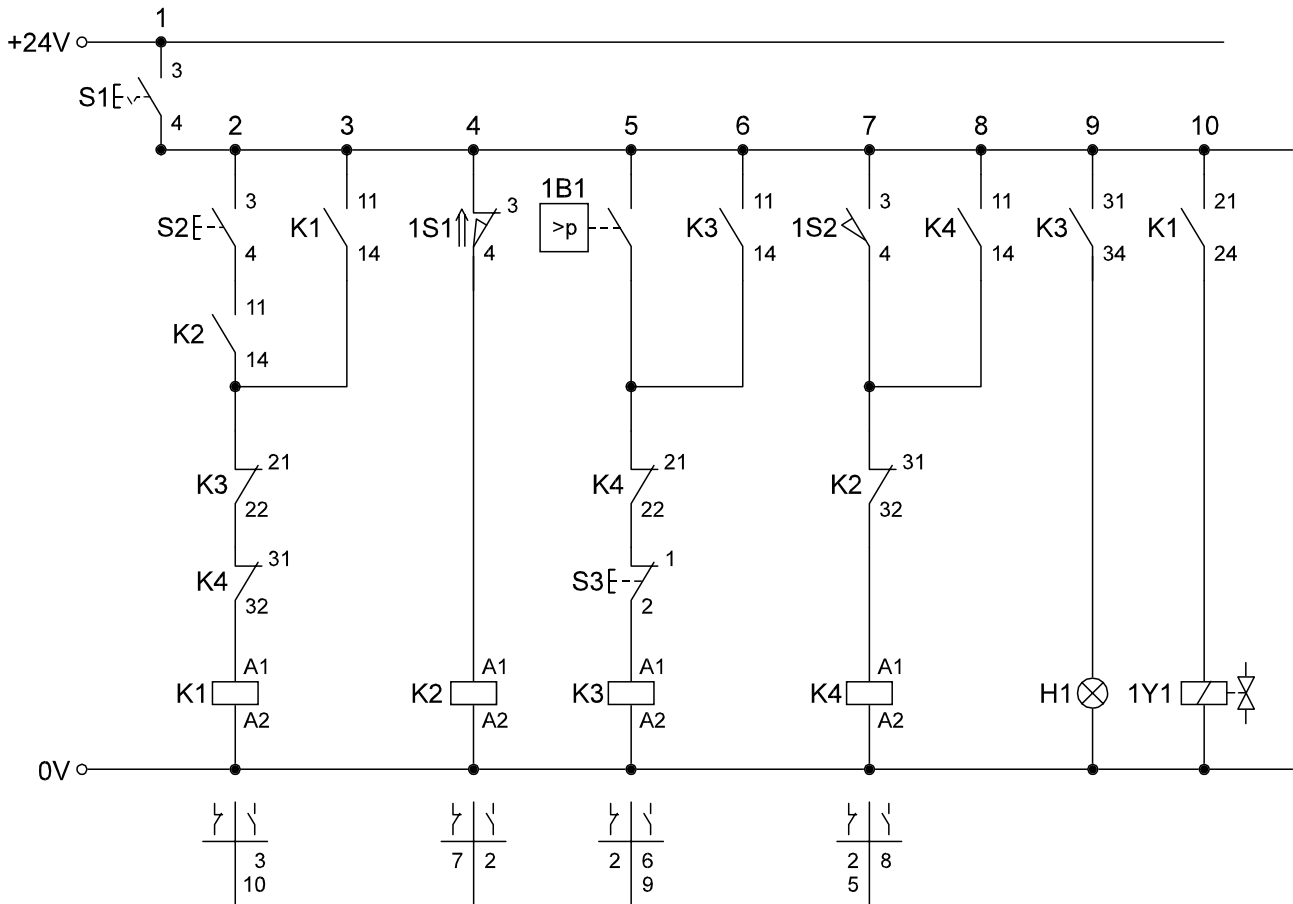 1
+24V
3
S1
4
2 3 4 5 6 7 8 9 10
3 11 1B1 11 3 11 31 21
S2 K1 1S1 3 >p K3 1S2 K4 K3 K1
4 14 4 14 4 14 34 24
11
K2
14
21 21 31
K3 K4 K2
22 22 32
31 1
K4 S3
32 2
A1 A1 A1 A1
K1 K2 K3 K4 H1 1Y1
A2 A2 A2 A2
0V
3 7 2 2 6 2 8
10 9 5